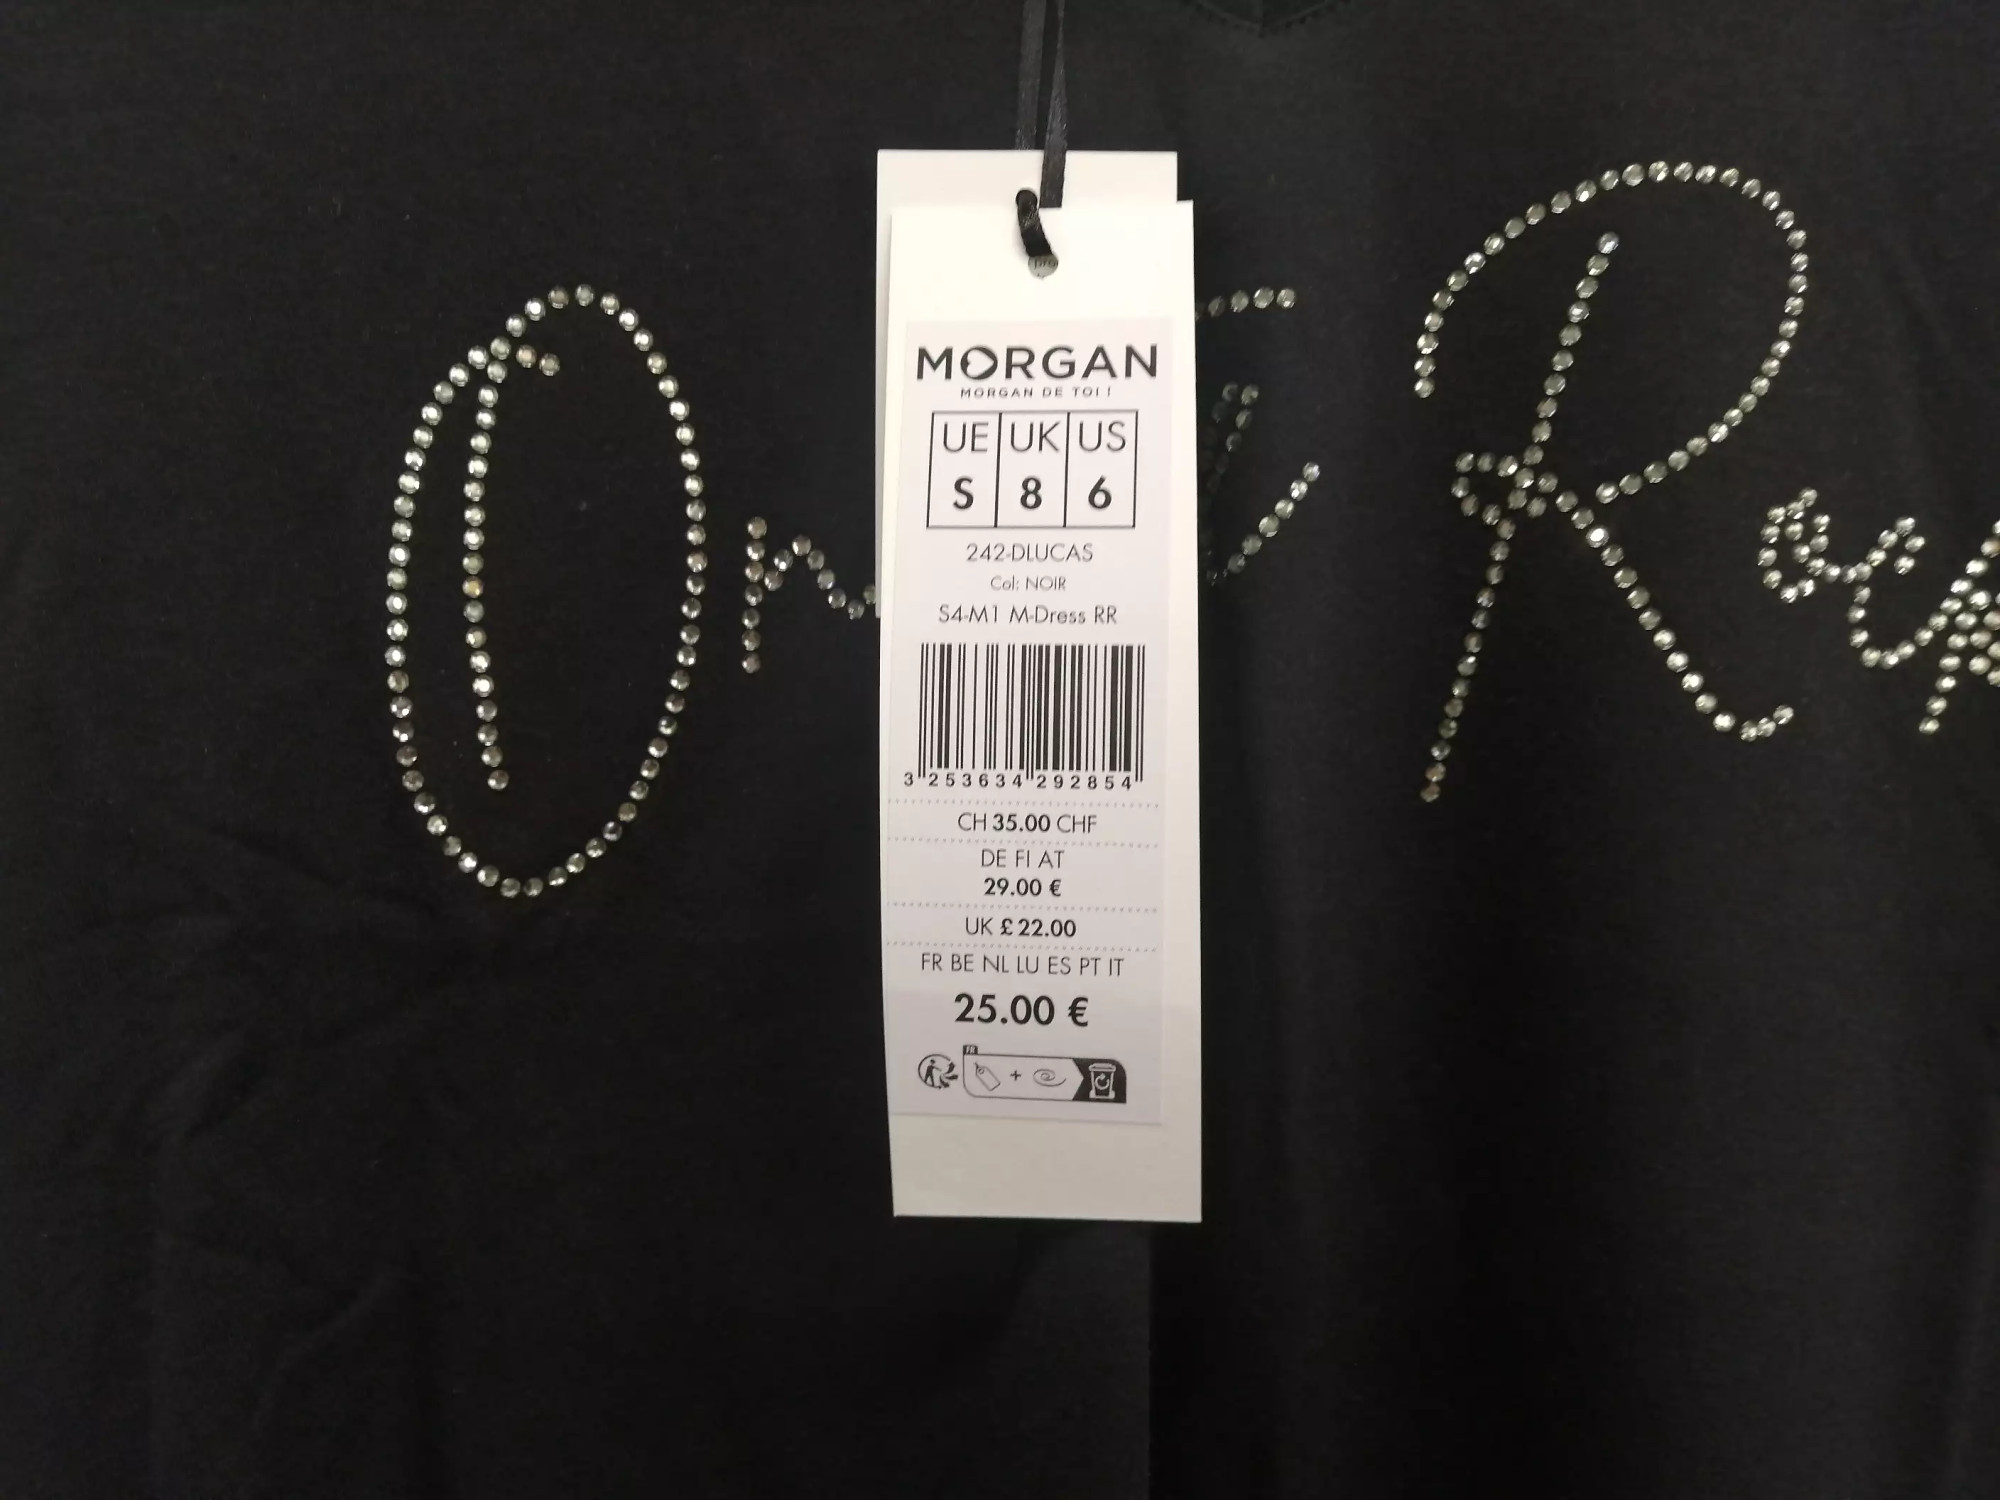 MORGAN
MORGAN DE TOI !
UE UK US
S 8 6
242-DLUCAS
Col: NOIR
S4-M1 M-Dress RR
3 253634 292854
CH 35.00 CHF
DE FI AT
29.00 €
UK £ 22.00
FR BE NL LU ES PT IT
25.00 €
FR